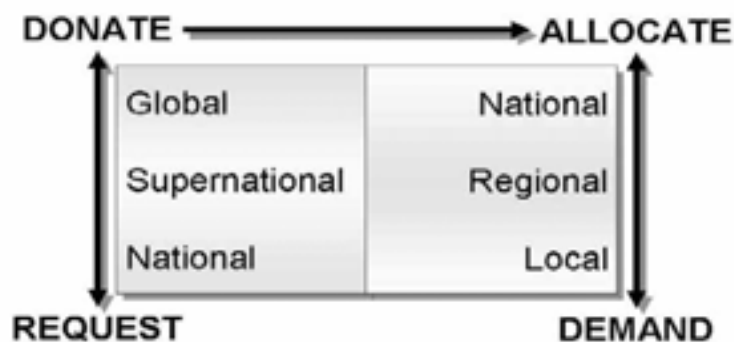 DONATE ALLOCATE
Global National
Supernational Regional
National Local
REQUEST DEMAND